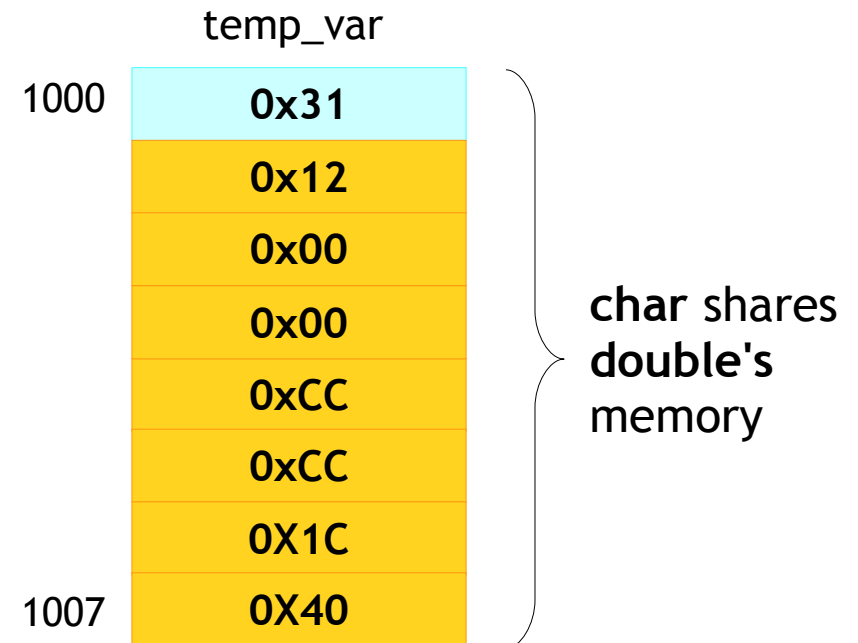 temp_var
1000
0x31
0x12
0x00
0x00
0xCC
0xCC
0X1C
1007
0X40
char shares
double's
memory